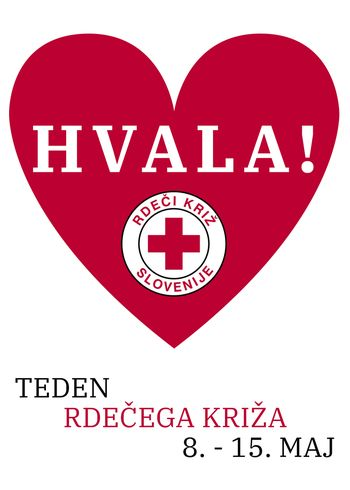 HVALA!
RDEČI KRIŽ
SLOVENIJE
TEDEN
RDEČEGA KRIŽA
8. - 15. MAJ